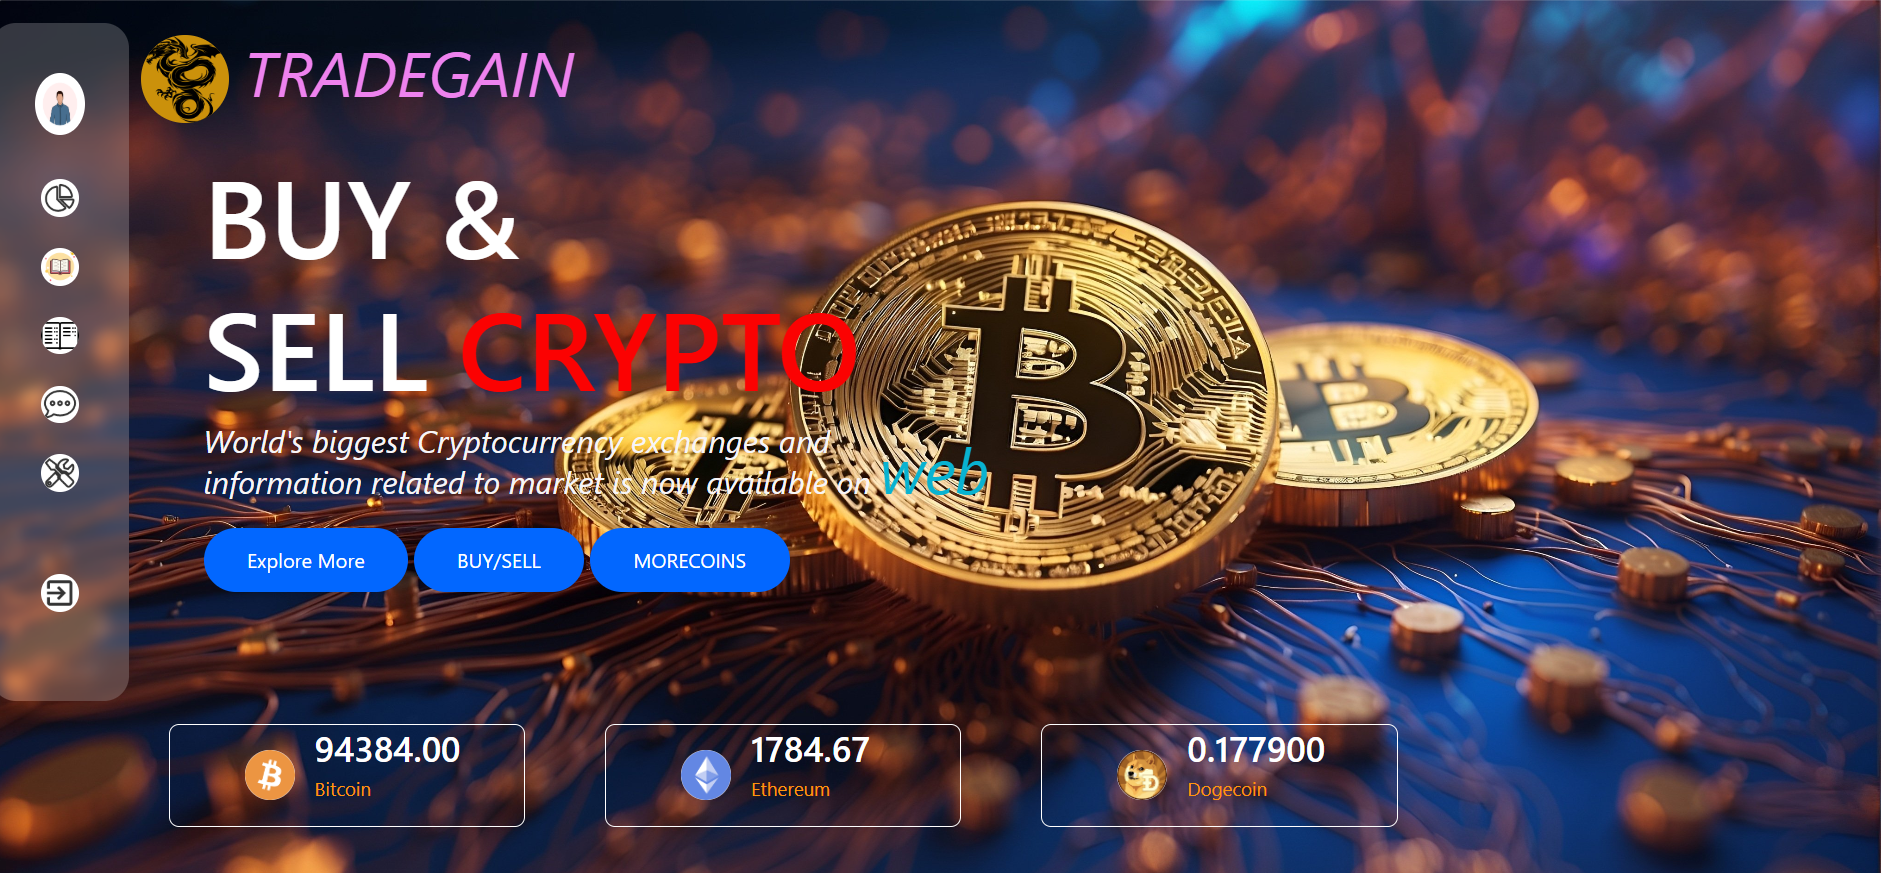 TRADEGAIN
BUY &
SELL CRYPTO
World's biggest Cryptocurrency exchanges and
information related to market is now available on web
Explore More
BUY/SELL
MORECOINS
94384.00
Bitcoin
1784.67
Ethereum
0.177900
Dogecoin